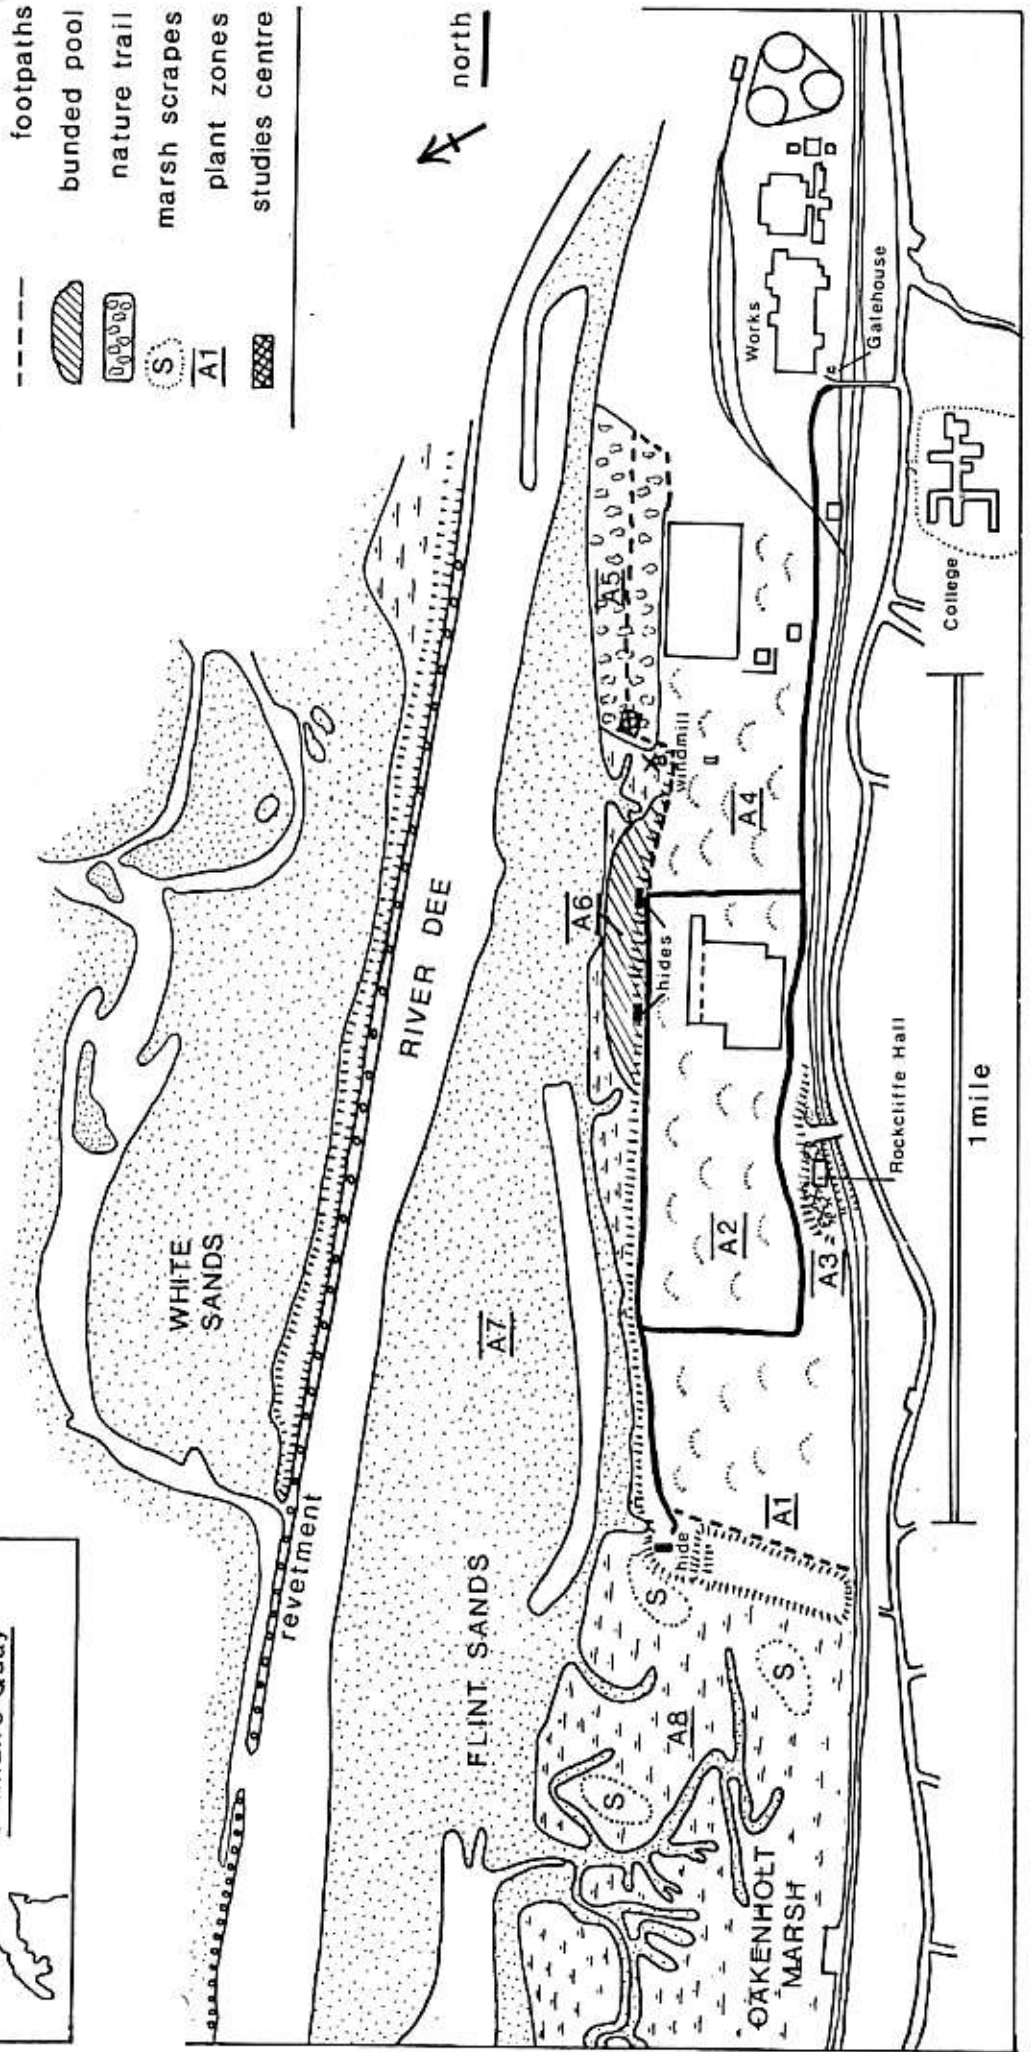 footpaths
bunded pool
nature trail
S
marsh scrapes
A1
plant zones
studies centre
north
WHITE
SANDS
RIVER DEE
revetment
FLINT SANDS
A7
A6
A5
hides
windmill
B
A4
Works
Gatehouse
College
A2
A3
Rockcliffe Hall
1 mile
A1
hide
S
S
S
A8
OAKENHOLT
MARSH
Quay